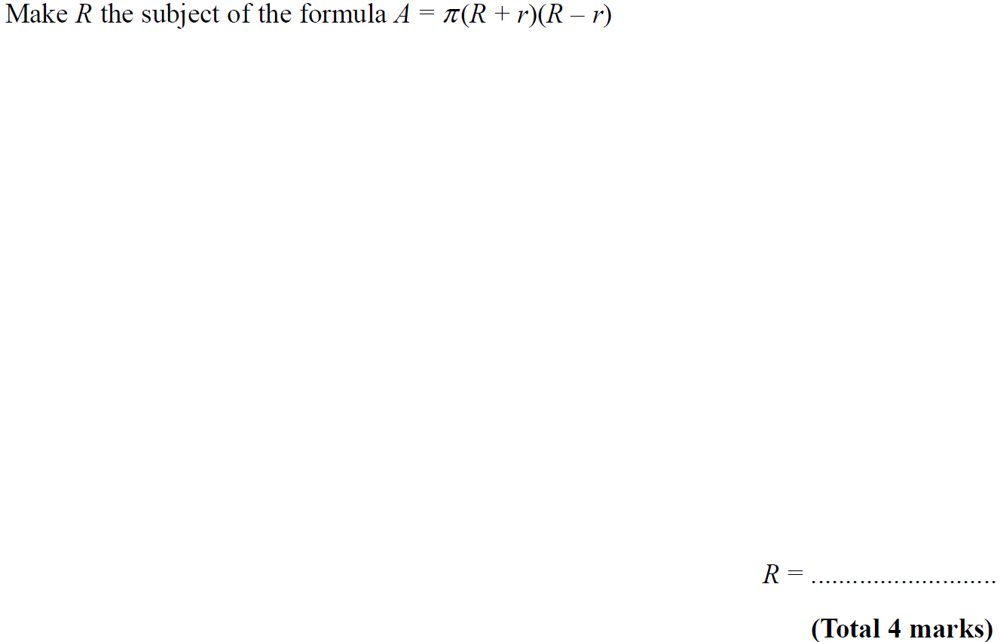 Make R the subject of the formula A = π(R + r)(R – r)
R = ...........................
(Total 4 marks)